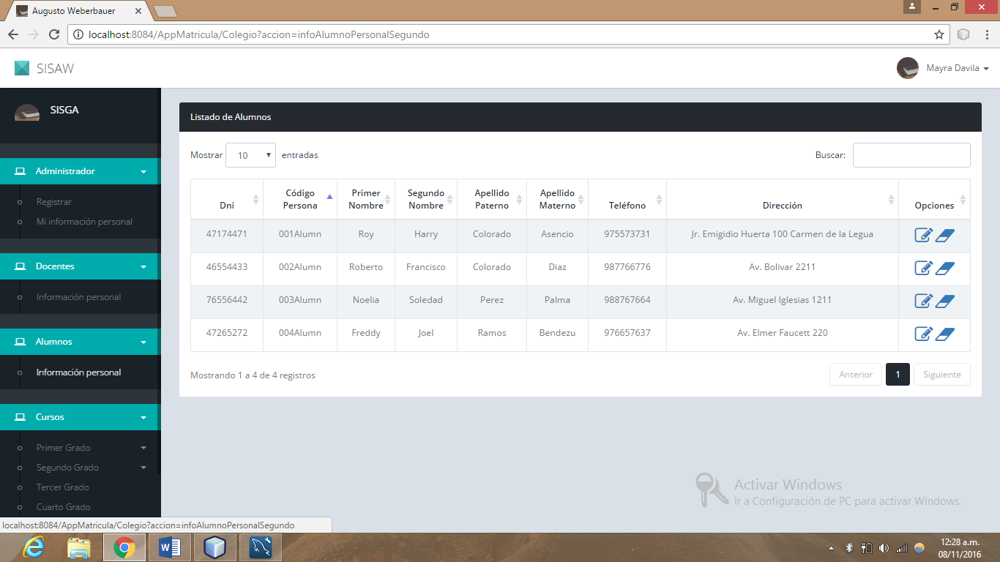 Augusto Weberbauer
localhost:8084/AppMatricula/Colegio?accion=infoAlumnoPersonalSegundo
SISAW
Mayra Davila
SISGA
Administrador
Registrar
Mi información personal
Docentes
Información personal
Alumnos
Información personal
Cursos
Primer Grado
Segundo Grado
Tercer Grado
Cuarto Grado
Listado de Alumnos
Mostrar 10 entradas Buscar:
Dni Código Persona Primer Nombre Segundo Nombre Apellido Paterno Apellido Materno Teléfono Dirección Opciones
47174471 001Alumn Roy Harry Colorado Asencio 975573731 Jr. Emigidio Huerta 100 Carmen de la Legua
46554433 002Alumn Roberto Francisco Colorado Diaz 987766776 Av. Bolivar 2211
76556442 003Alumn Noelia Soledad Perez Palma 988767664 Av. Miguel Iglesias 1211
47265272 004Alumn Freddy Joel Ramos Bendezu 976657637 Av. Elmer Faucett 220
Mostrando 1 a 4 de 4 registros Anterior 1 Siguiente
Activar Windows
Ir a Configuración de PC para activar Windows.
localhost:8084/AppMatricula/Colegio?accion=infoAlumnoPersonalSegundo
12:28 a.m.
08/11/2016